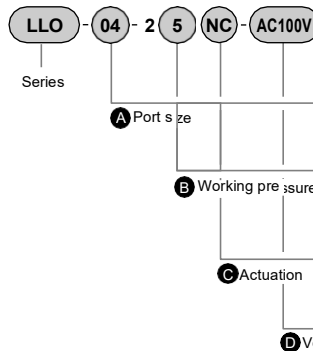 LLO - 04 - 2 5 NC - AC100V
Series
A Port size
B Working pressure
C Actuation
D